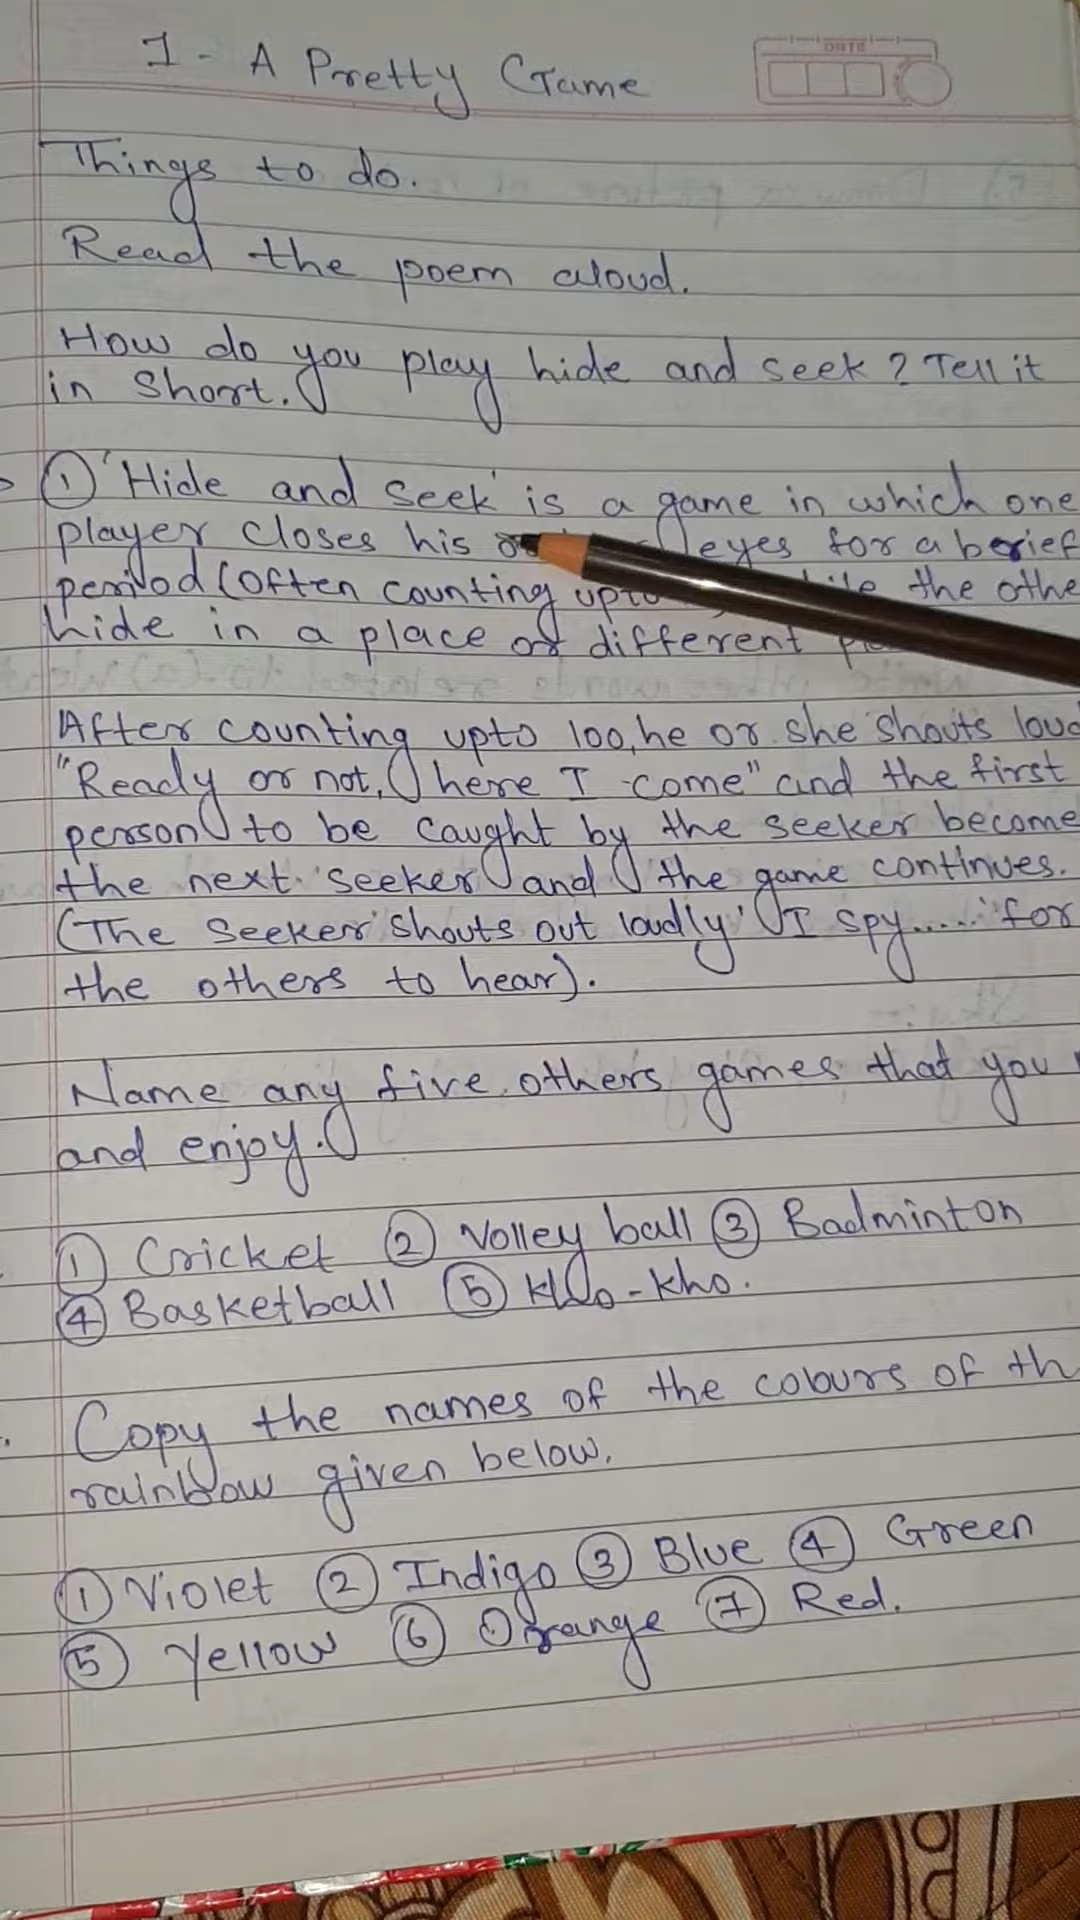 1 - A Pretty Game
DATE
Things to do.
Read the poem aloud.
How do you play hide and seek? Tell it
in Short.
① 'Hide and Seek' is a game in which one
player closes his eyes for a berief
period (often counting upto the othe
hide in a place or different
After counting upto 100, he or she shouts loud
"Ready or not, here I come" and the first
person to be caught by the seeker become
the next seeker and the game continues.
(The Seeker shouts out loudly 'I spy.....' for
the others to hear).
Name any five others games that you
and enjoy.
① Cricket ② Volley ball ③ Badminton
④ Basketball ⑤ Kho-Kho.
Copy the names of the colours of th
rainbow given below.
① Violet ② Indigo ③ Blue ④ Green
⑤ Yellow ⑥ Orange ⑦ Red.